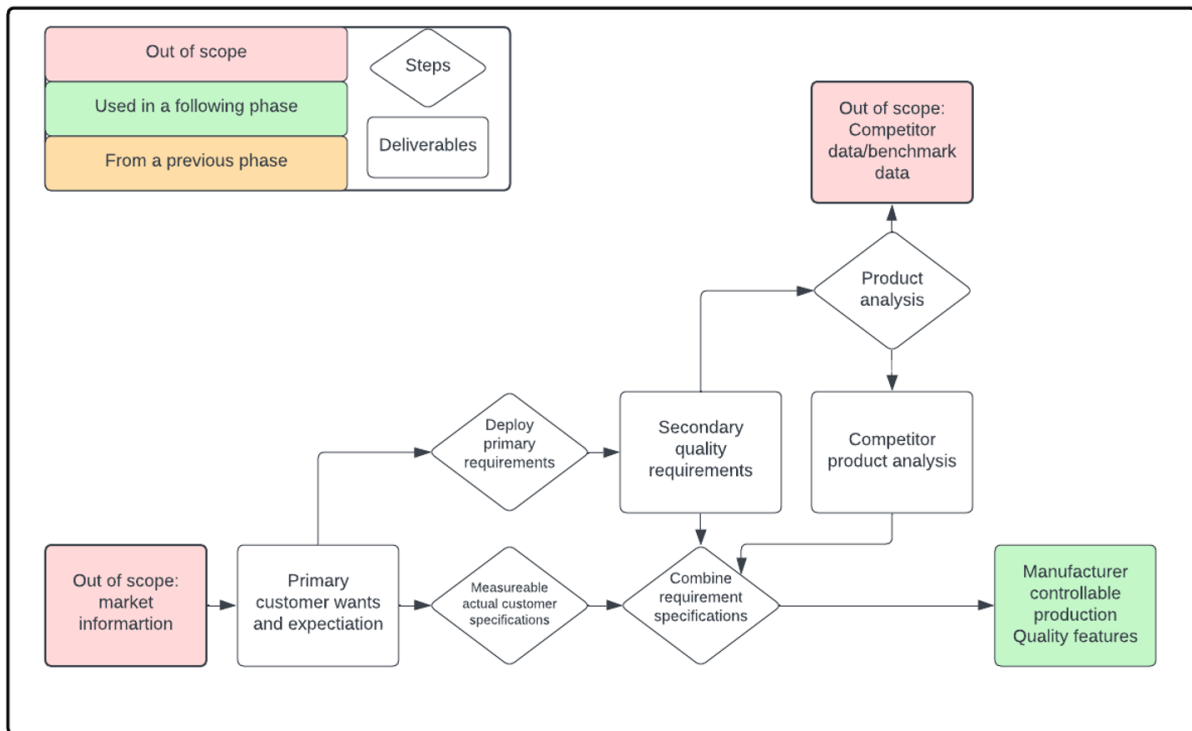 Out of scope
Used in a following phase
From a previous phase
Steps
Deliverables
Out of scope:
Competitor
data/benchmark
data
Product
analysis
Deploy
primary
requirements
Secondary
quality
requirements
Competitor
product analysis
Out of scope:
market
informartion
Primary
customer wants
and expectiation
Measureable
actual customer
specifications
Combine
requirement
specifications
Manufacturer
controllable
production
Quality features